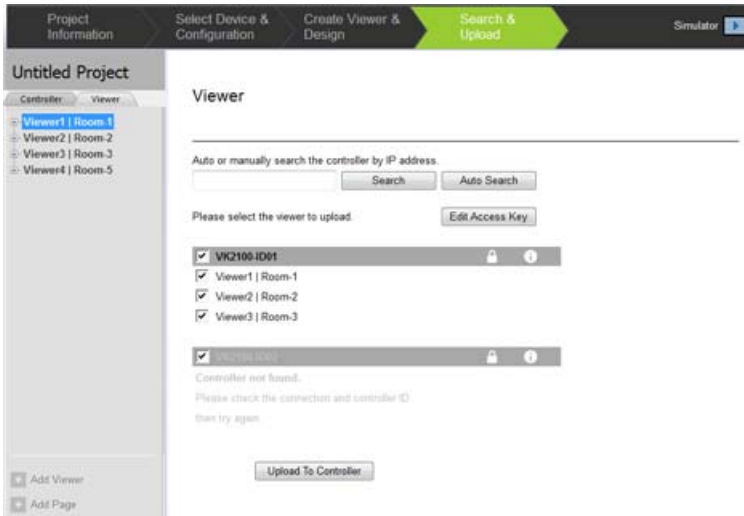 Project Information
Select Device & Configuration
Create Viewer & Design
Search & Upload
Simulator
Untitled Project
Controller
Viewer
Viewer1 | Room-1
Viewer2 | Room-2
Viewer3 | Room-3
Viewer4 | Room-5
Add Viewer
Add Page
Viewer
Auto or manually search the controller by IP address.
Search
Auto Search
Please select the viewer to upload.
Edit Access Key
VK2100-ID01
Viewer1 | Room-1
Viewer2 | Room-2
Viewer3 | Room-3
Controller not found.
Please check the connection and controller ID
then try again.
Upload To Controller